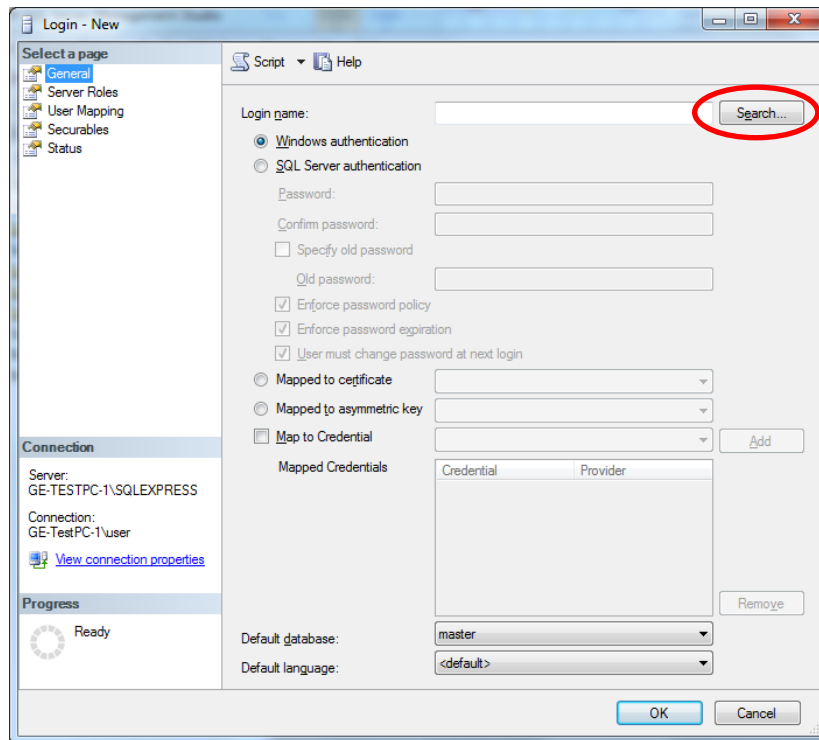 Login - New
Select a page
General
Server Roles
User Mapping
Securables
Status
Script Help
Login name: Search...
Windows authentication
SQL Server authentication
Password:
Confirm password:
Specify old password
Old password:
Enforce password policy
Enforce password expiration
User must change password at next login
Mapped to certificate
Mapped to asymmetric key
Map to Credential Add
Mapped Credentials Credential Provider
Remove
Default database: master
Default language: <default>
Connection
Server:
GE-TESTPC-1\SQLEXPRESS
Connection:
GE-TestPC-1\user
View connection properties
Progress
Ready
OK Cancel